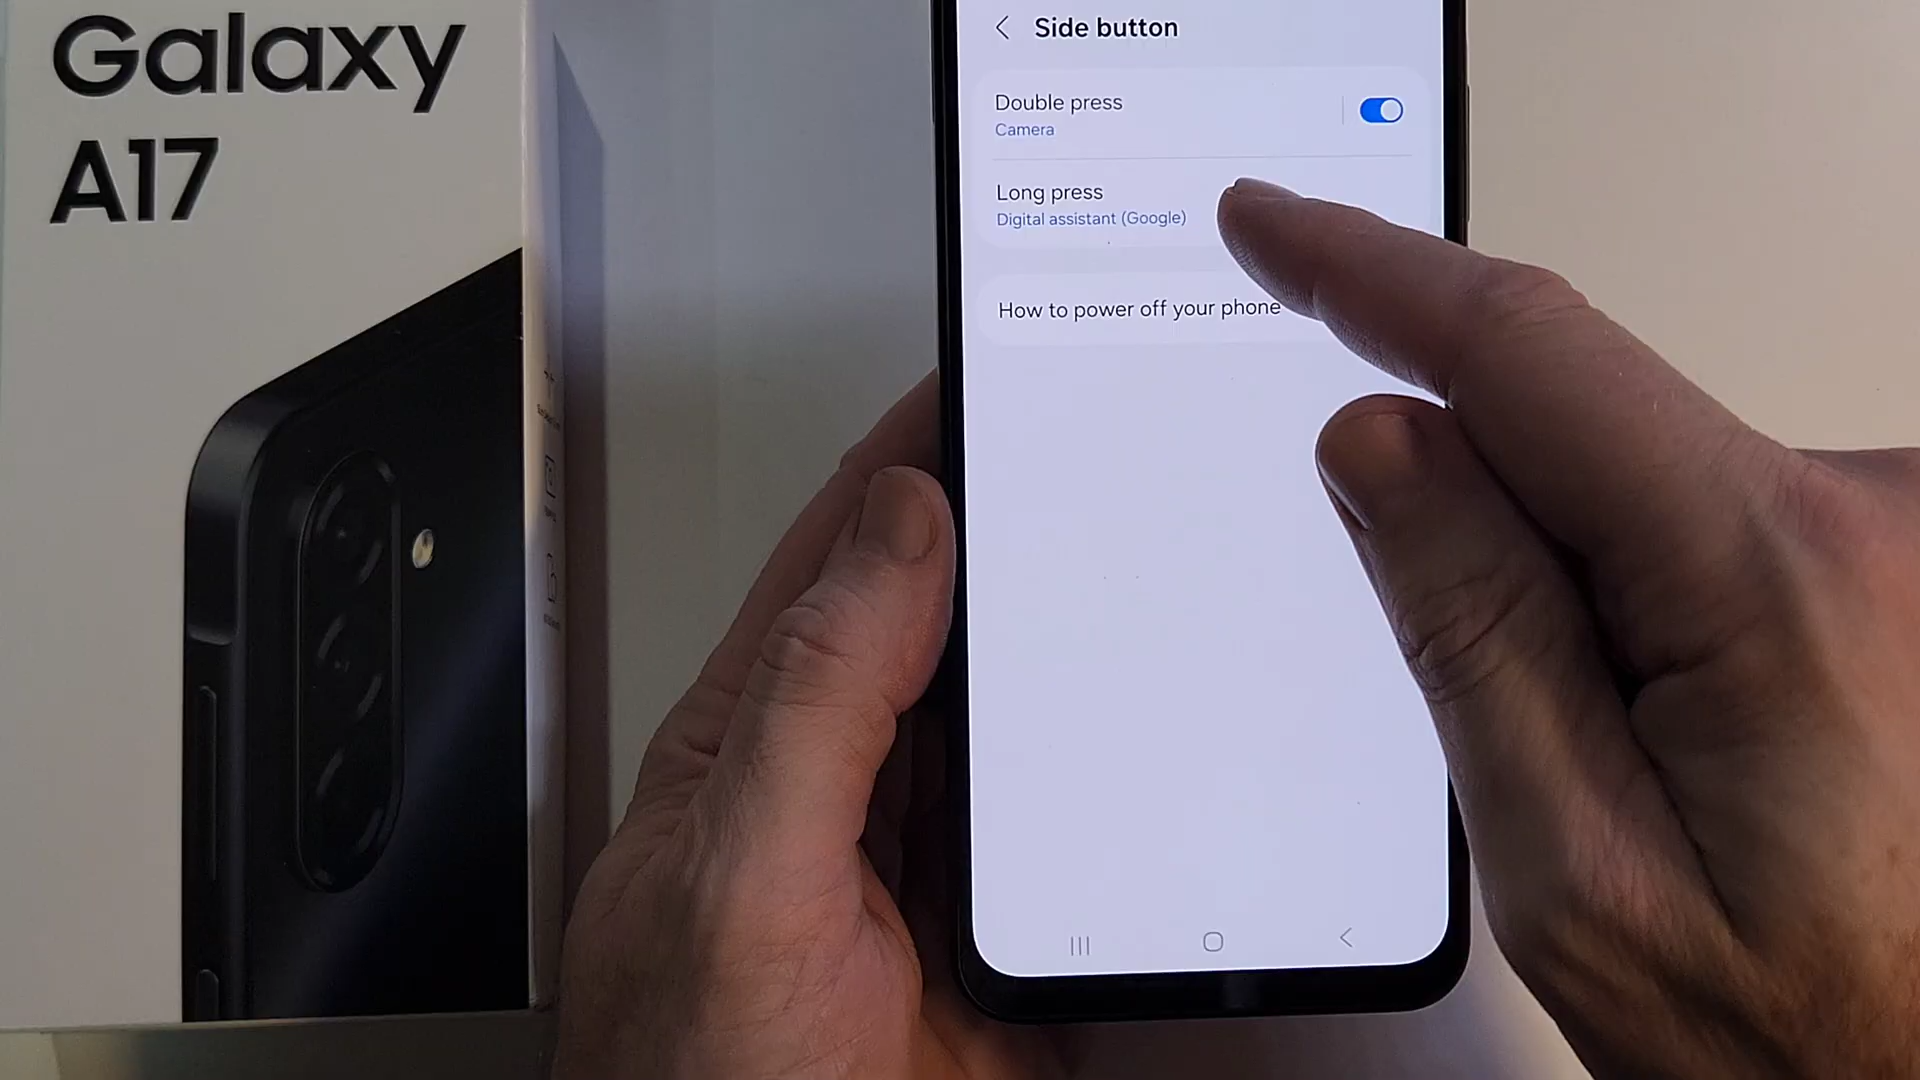 Galaxy
A17
Side button
Double press
Camera
Long press
Digital assistant (Google)
How to power off your phone